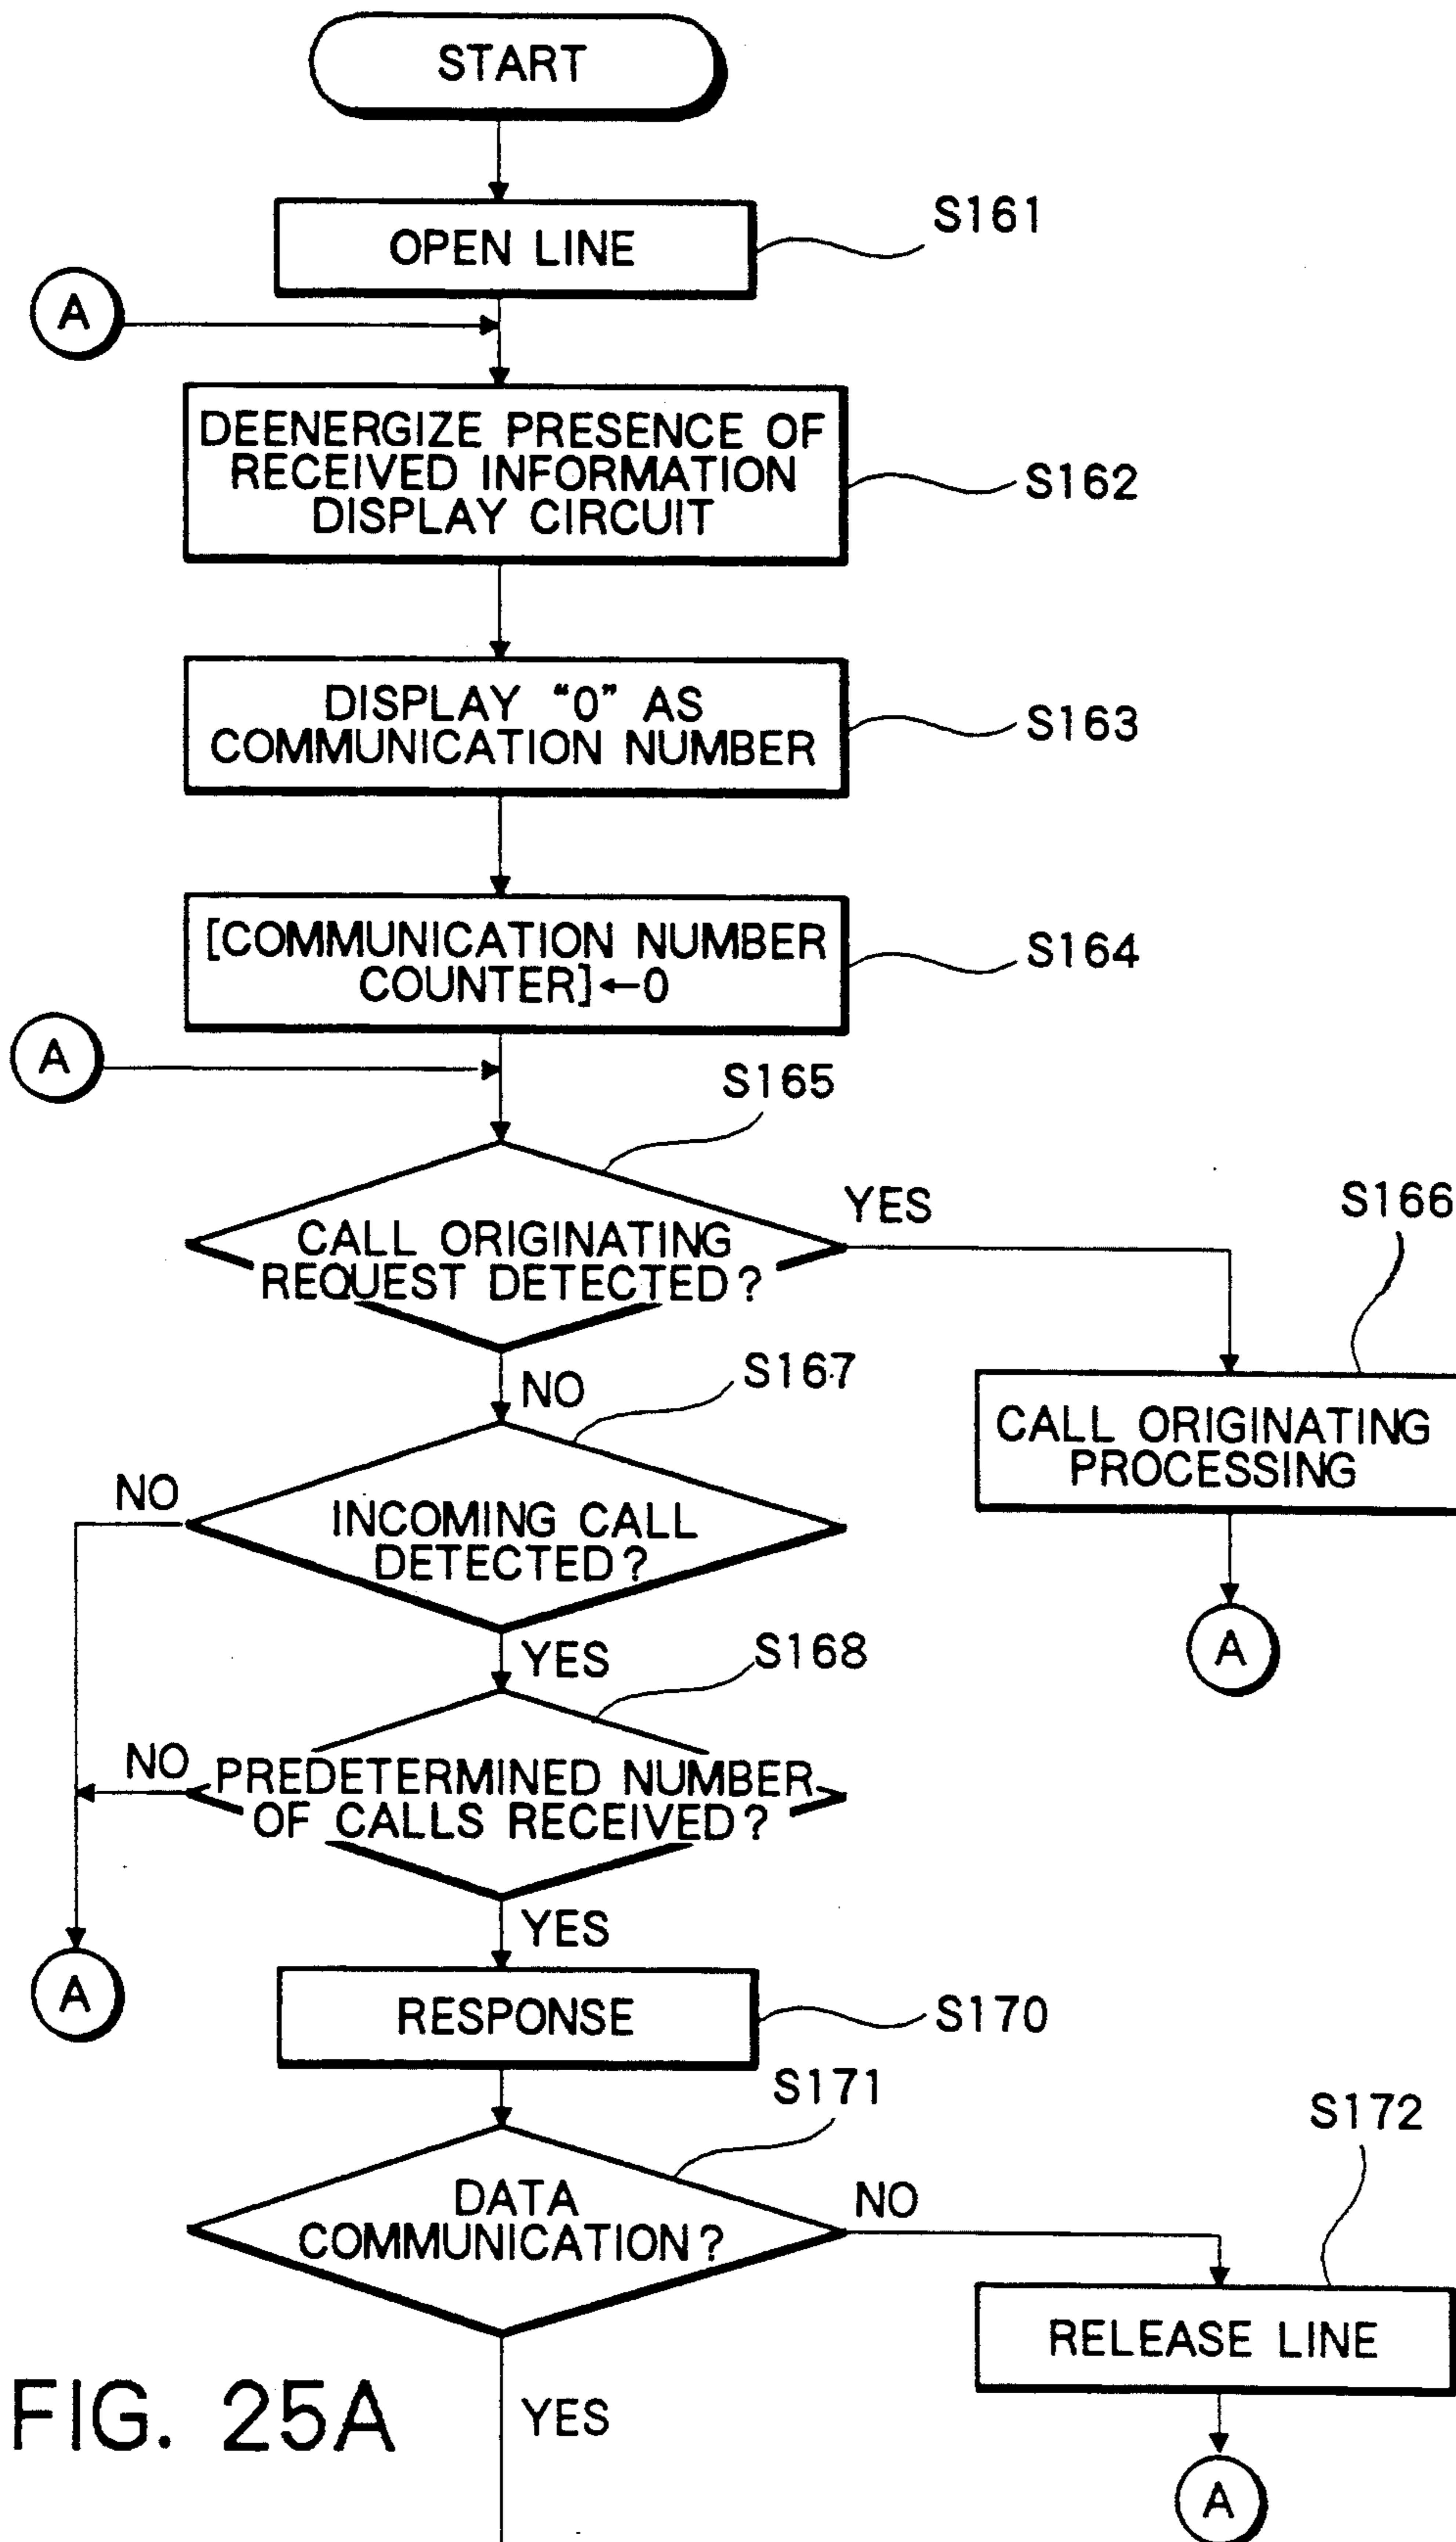 START
OPEN LINE
S161
A
DEENERGIZE PRESENCE OF
RECEIVED INFORMATION
DISPLAY CIRCUIT
S162
DISPLAY “0” AS
COMMUNICATION NUMBER
S163
[COMMUNICATION NUMBER
COUNTER]←0
S164
A
S165
CALL ORIGINATING
REQUEST DETECTED?
YES
S166
NO
CALL ORIGINATING
PROCESSING
A
S167
INCOMING CALL
DETECTED?
NO
YES
S168
PREDETERMINED NUMBER
OF CALLS RECEIVED?
NO
A
YES
RESPONSE
S170
S171
DATA
COMMUNICATION?
NO
S172
RELEASE LINE
A
YES
FIG. 25A